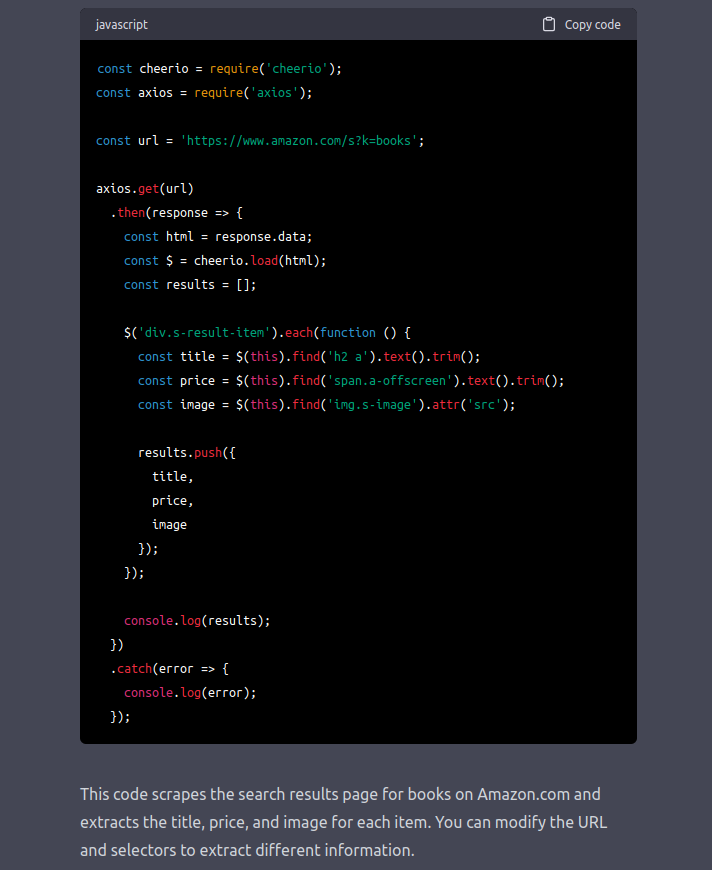 javascript
Copy code
const cheerio = require('cheerio');
const axios = require('axios');
const url = 'https://www.amazon.com/s?k=books';
axios.get(url)
  .then(response => {
    const html = response.data;
    const $ = cheerio.load(html);
    const results = [];
    $('div.s-result-item').each(function () {
      const title = $(this).find('h2 a').text().trim();
      const price = $(this).find('span.a-offscreen').text().trim();
      const image = $(this).find('img.s-image').attr('src');
      results.push({
        title,
        price,
        image
      });
    });
    console.log(results);
  })
  .catch(error => {
    console.log(error);
  });
This code scrapes the search results page for books on Amazon.com and
extracts the title, price, and image for each item. You can modify the URL
and selectors to extract different information.